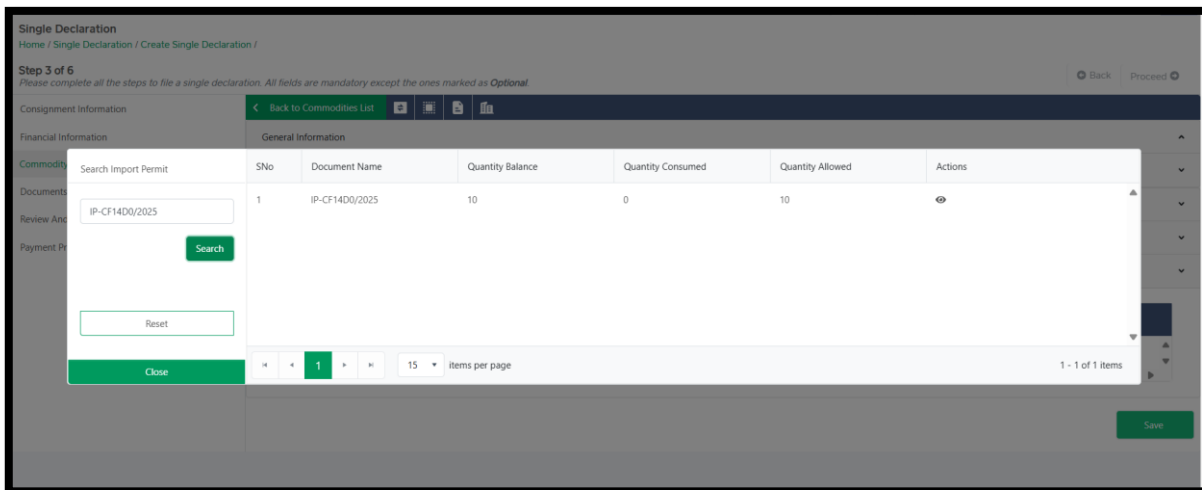 Single Declaration
Home / Single Declaration / Create Single Declaration /
Step 3 of 6
Please complete all the steps to file a single declaration. All fields are mandatory except the ones marked as Optional.
Back Proceed
Consignment Information
Back to Commodities List
Financial Information
General Information
Commodity
Documents
Review And
Payment Pr
Search Import Permit
IP-CF14D0/2025
Search
Reset
Close
SNo Document Name Quantity Balance Quantity Consumed Quantity Allowed Actions
1 IP-CF14D0/2025 10 0 10
1 15 items per page 1 - 1 of 1 items
Save